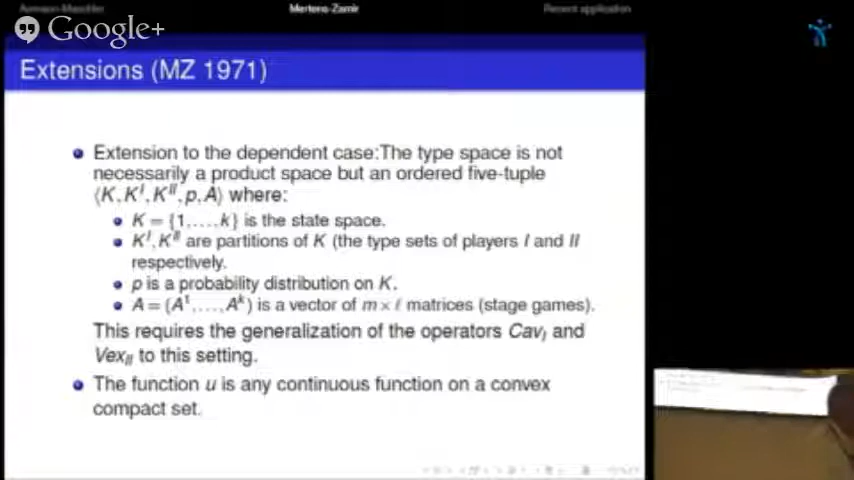 Aumann-Maschler Mertens-Zamir Recent application
Google+
Extensions (MZ 1971)
Extension to the dependent case:The type space is not
necessarily a product space but an ordered five-tuple
⟨K, K^I, K^II, p, A⟩ where:
K = {1,...,k} is the state space.
K^I, K^II are partitions of K (the type sets of players I and II
respectively.
p is a probability distribution on K.
A = (A^1,...,A^k) is a vector of m × ℓ matrices (stage games).
This requires the generalization of the operators Cav_I and
Vex_II to this setting.
The function u is any continuous function on a convex
compact set.